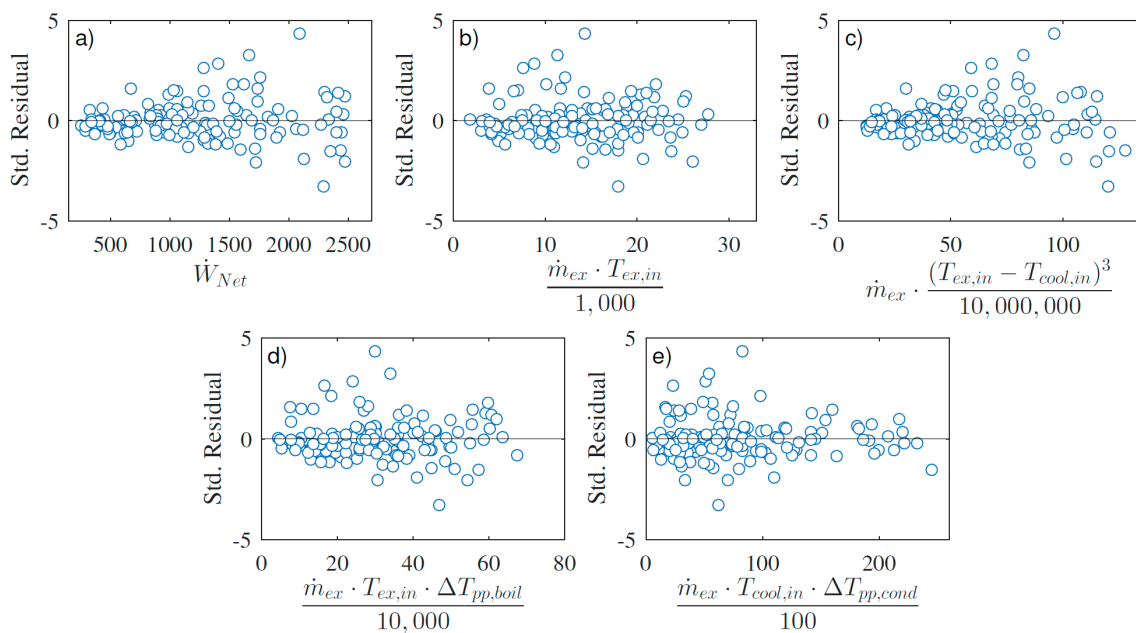 a)
Std. Residual
5
0
-5
500 1000 1500 2000 2500
Ẇ_Net
b)
Std. Residual
5
0
-5
0 10 20 30
ṁ_ex · T_ex,in
1,000
c)
Std. Residual
5
0
-5
0 50 100
ṁ_ex · (T_ex,in − T_cool,in)³
10,000,000
d)
Std. Residual
5
0
-5
0 20 40 60 80
ṁ_ex · T_ex,in · ΔT_pp,boil
10,000
e)
Std. Residual
5
0
-5
0 100 200
ṁ_ex · T_cool,in · ΔT_pp,cond
100